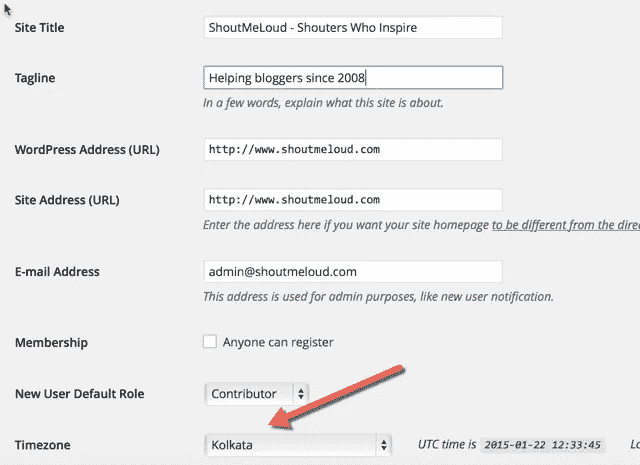 Site Title ShoutMeLoud - Shouters Who Inspire
Tagline Helping bloggers since 2008
In a few words, explain what this site is about.
WordPress Address (URL) http://www.shoutmeloud.com
Site Address (URL) http://www.shoutmeloud.com
Enter the address here if you want your site homepage to be different from the
E-mail Address admin@shoutmeloud.com
This address is used for admin purposes, like new user notification.
Membership Anyone can register
New User Default Role Contributor
Timezone Kolkata UTC time is 2015-01-22 12:33:45